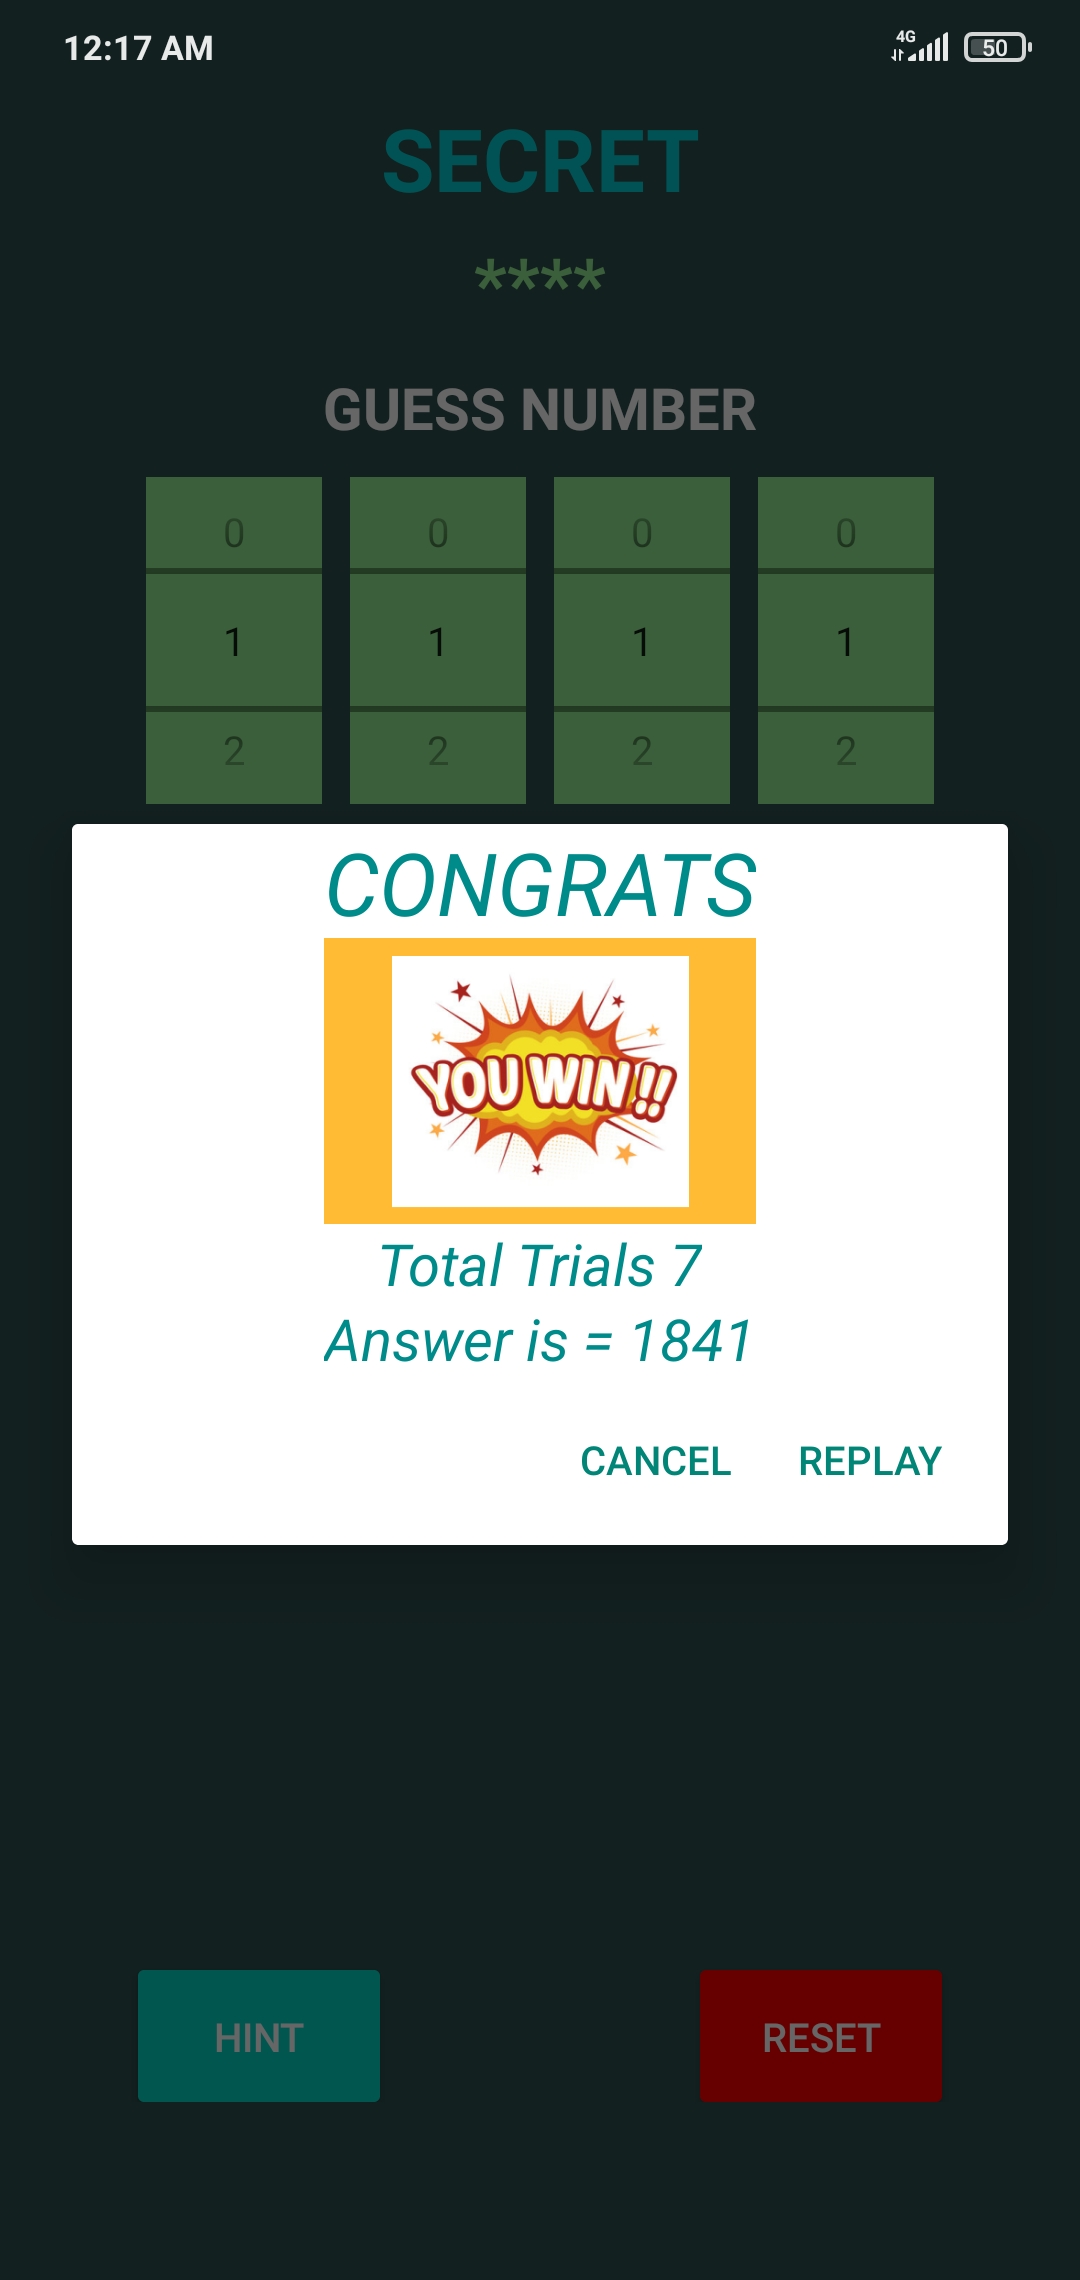 12:17 AM 4G 50
SECRET
****
GUESS NUMBER
0 0 0 0
1 1 1 1
2 2 2 2
CONGRATS
YOU WIN!!
Total Trials 7
Answer is = 1841
CANCEL REPLAY
HINT RESET